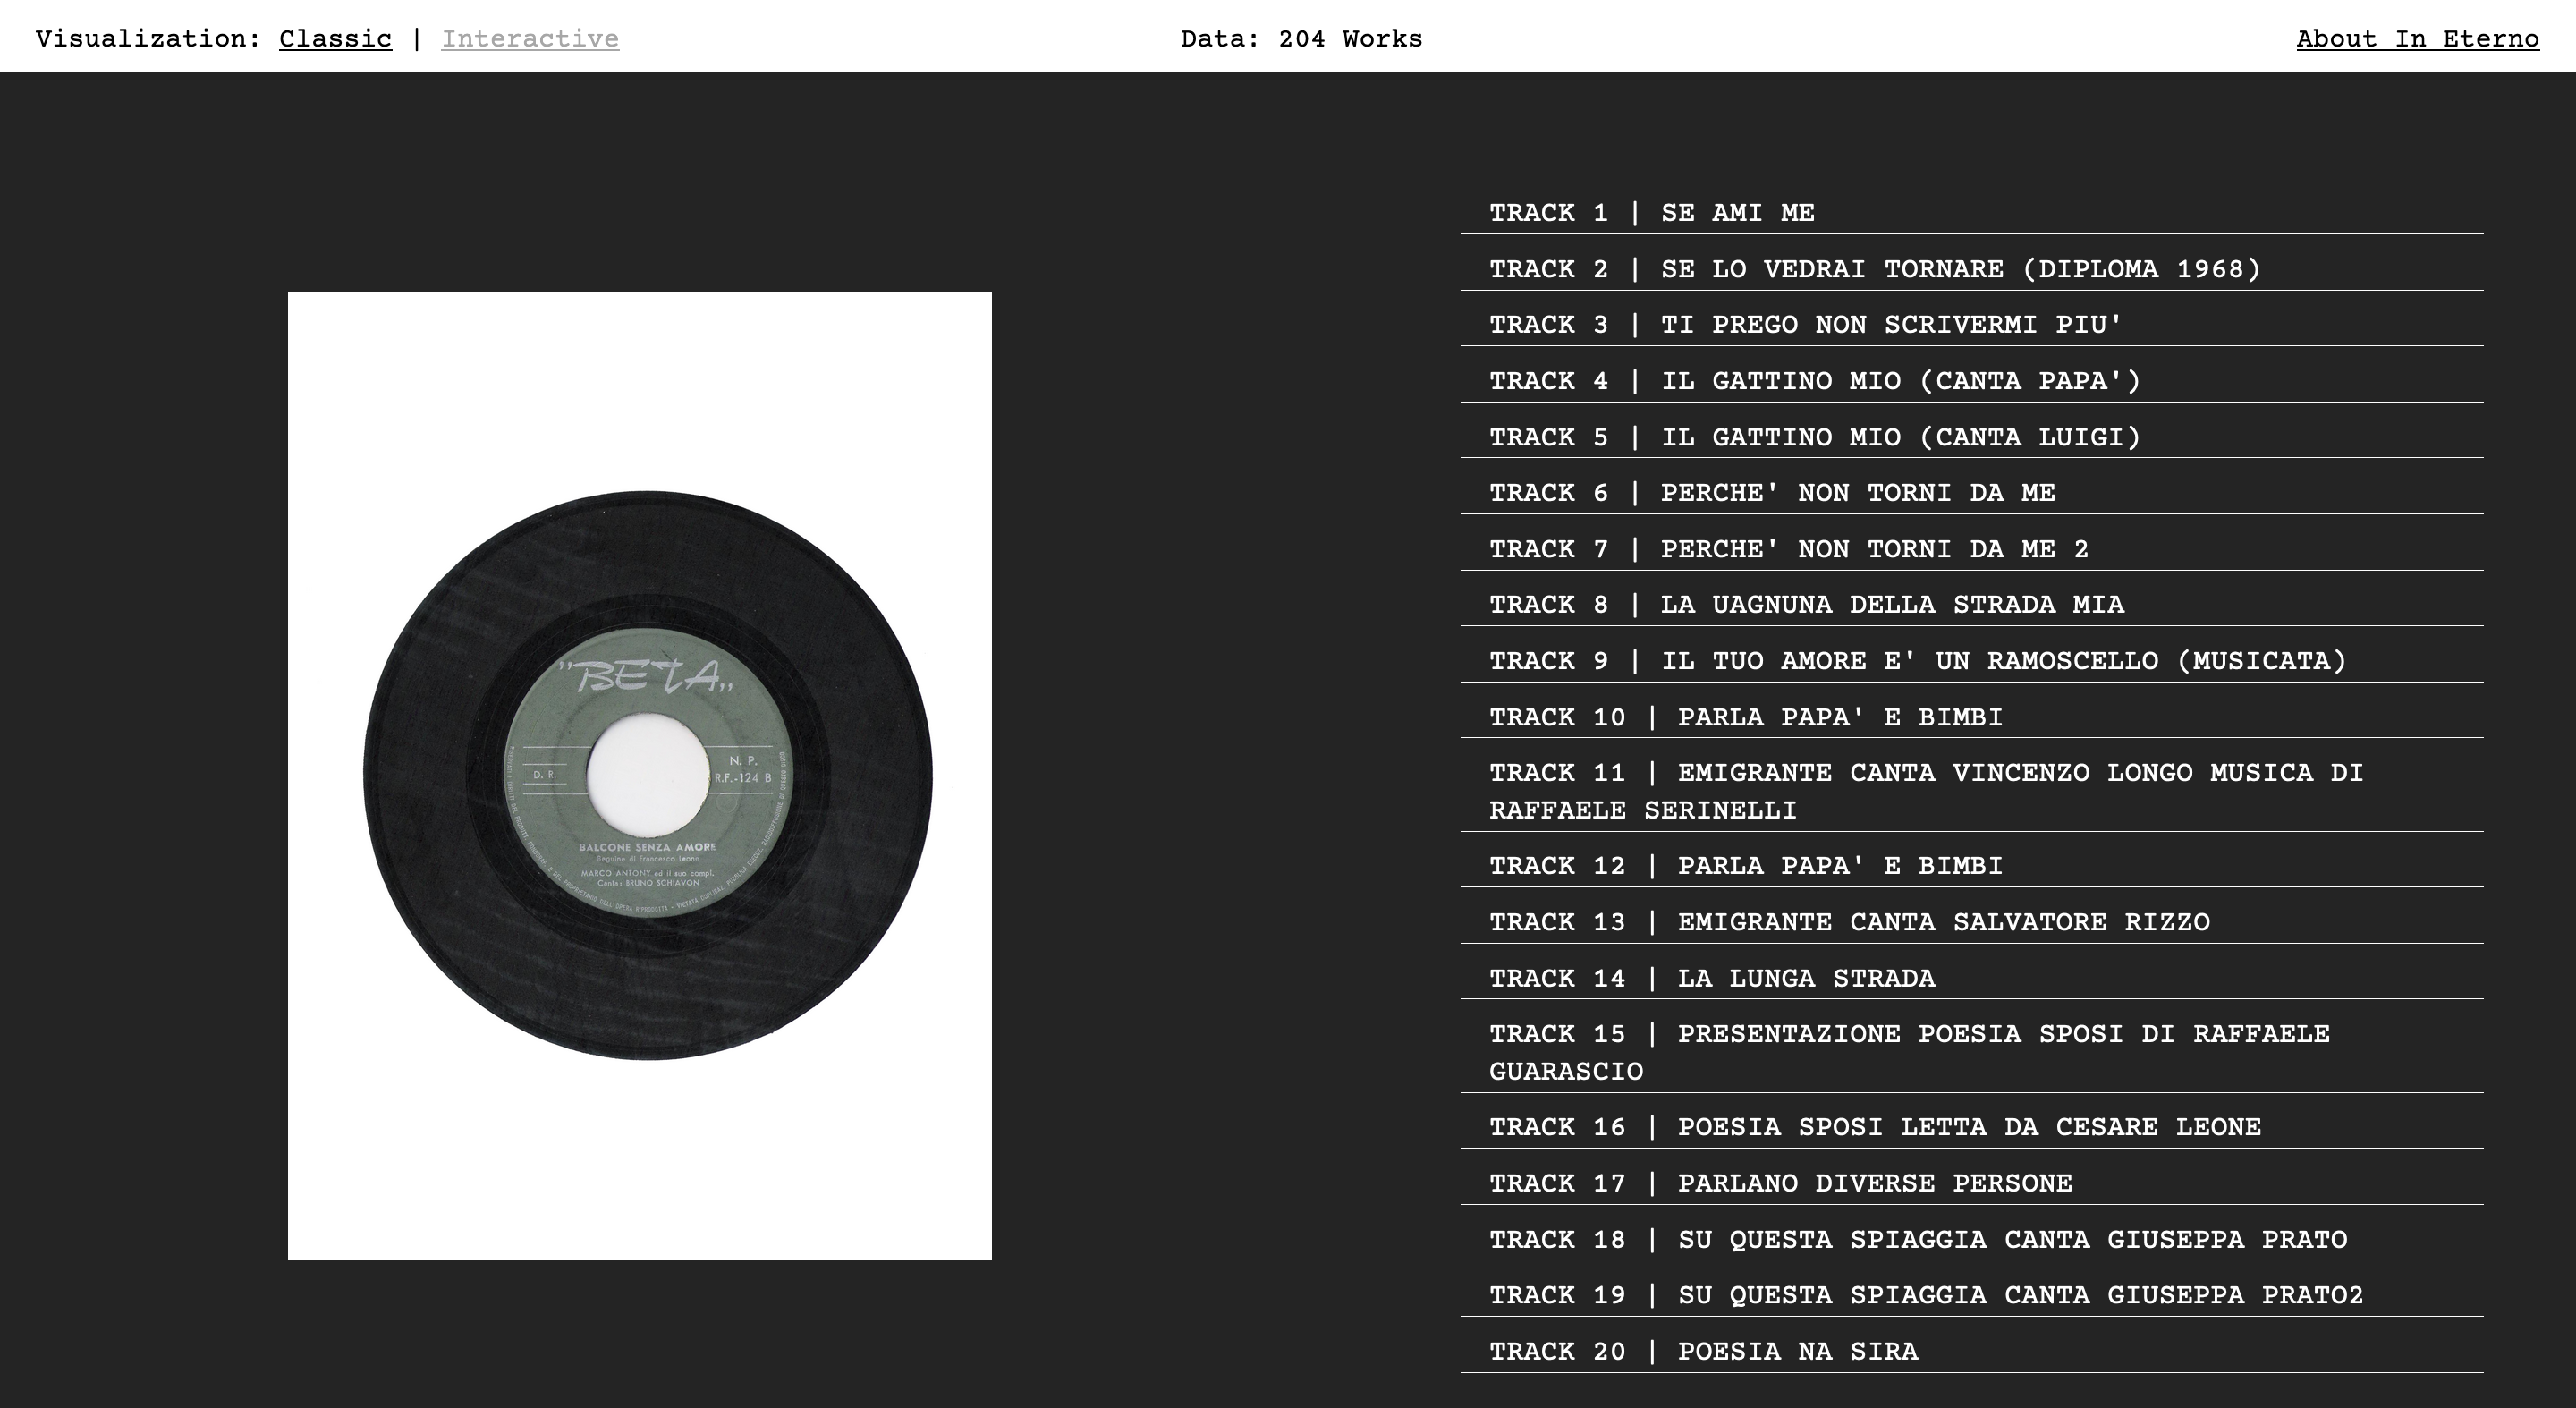 Visualization: Classic | Interactive
Data: 204 Works
About In Eterno
"BETA„
D. R.
N. P.
R.F.-124 B
BALCONE SENZA AMORE
Beguine di Francesco Leone
MARCO ANTONY ed il suo compl.
Canta: BRUNO SCHIAVON
TRACK 1 | SE AMI ME
TRACK 2 | SE LO VEDRAI TORNARE (DIPLOMA 1968)
TRACK 3 | TI PREGO NON SCRIVERMI PIU'
TRACK 4 | IL GATTINO MIO (CANTA PAPA')
TRACK 5 | IL GATTINO MIO (CANTA LUIGI)
TRACK 6 | PERCHE' NON TORNI DA ME
TRACK 7 | PERCHE' NON TORNI DA ME 2
TRACK 8 | LA UAGNUNA DELLA STRADA MIA
TRACK 9 | IL TUO AMORE E' UN RAMOSCELLO (MUSICATA)
TRACK 10 | PARLA PAPA' E BIMBI
TRACK 11 | EMIGRANTE CANTA VINCENZO LONGO MUSICA DI
RAFFAELE SERINELLI
TRACK 12 | PARLA PAPA' E BIMBI
TRACK 13 | EMIGRANTE CANTA SALVATORE RIZZO
TRACK 14 | LA LUNGA STRADA
TRACK 15 | PRESENTAZIONE POESIA SPOSI DI RAFFAELE
GUARASCIO
TRACK 16 | POESIA SPOSI LETTA DA CESARE LEONE
TRACK 17 | PARLANO DIVERSE PERSONE
TRACK 18 | SU QUESTA SPIAGGIA CANTA GIUSEPPA PRATO
TRACK 19 | SU QUESTA SPIAGGIA CANTA GIUSEPPA PRATO2
TRACK 20 | POESIA NA SIRA